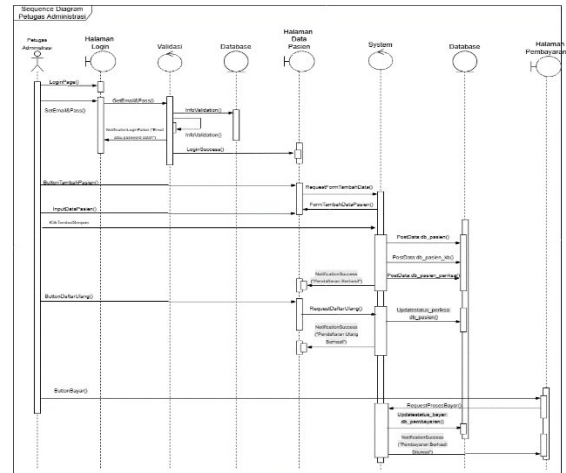 Sequence Diagram
Petugas Administrasi
Petugas
Administrasi
Halaman
Login
Validasi
Database
Halaman
Data
Pasien
System
Database
Halaman
Pembayaran
LoginPage()
GetEmail&Pass()
SetEmail&Pass()
InfoValidation()
InfoValidation()
LoginSuccess()
ButtonTambahPasien()
RequestFormTambahData()
FormTambahDataPasien()
InputDataPasien()
PostData db_pasien()
PostData db_pasien_kb()
PostData db_pasien_periksa()
NotificationSuccess
("Pendaftaran Berhasil")
ButtonDaftarUlang()
RequestDaftarUlang()
Updatestatus_periksa
db_pasien()
NotificationSuccess
("Pendaftaran Ulang
Berhasil")
ButtonBayar()
RequestProsesBayar()
Updatestatus_bayar
db_pembayaran()
NotificationSuccess
("Pembayaran Berhasil